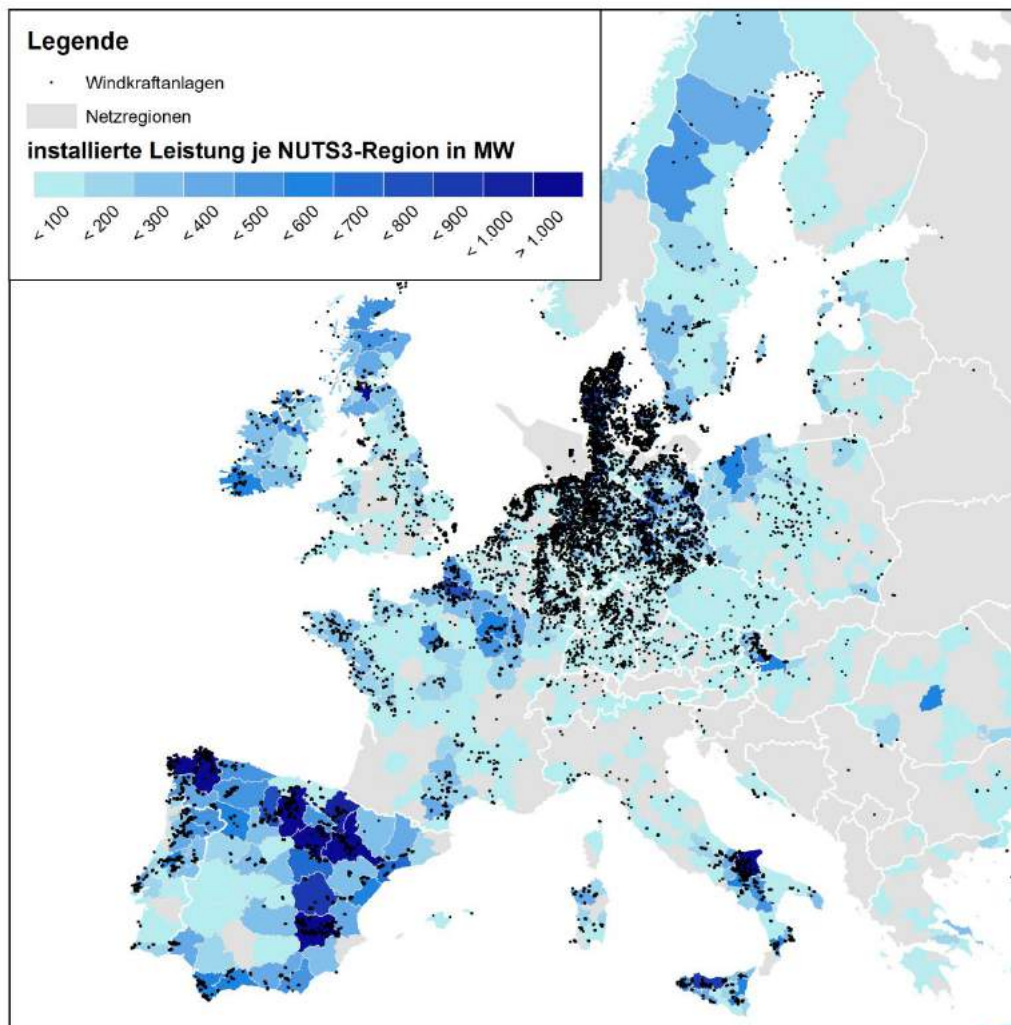 Legende
Windkraftanlagen
Netzregionen
installierte Leistung je NUTS3-Region in MW
< 100
< 200
< 300
< 400
< 500
< 600
< 700
< 800
< 900
< 1.000
> 1.000